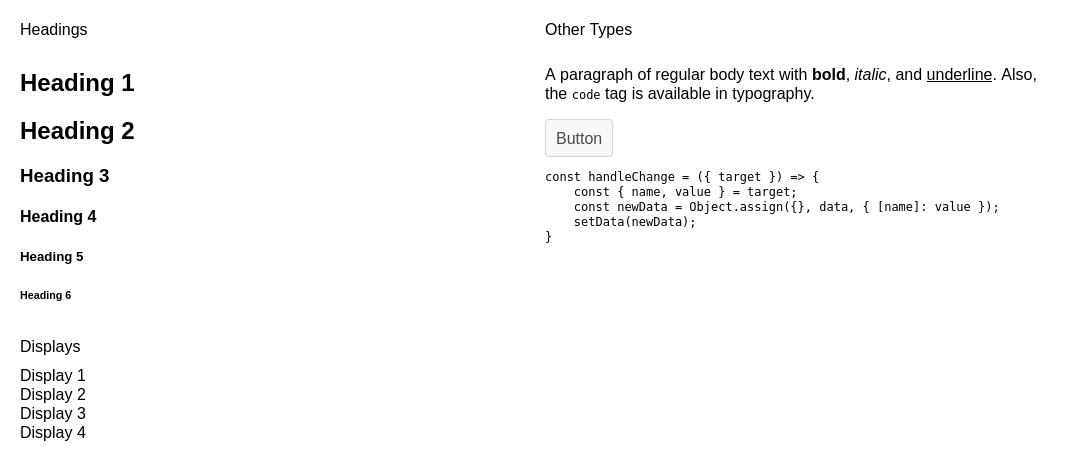 Headings
Heading 1
Heading 2
Heading 3
Heading 4
Heading 5
Heading 6
Displays
Display 1
Display 2
Display 3
Display 4
Other Types
A paragraph of regular body text with bold, italic, and underline. Also,
the code tag is available in typography.
Button
const handleChange = ({ target }) => {
    const { name, value } = target;
    const newData = Object.assign({}, data, { [name]: value });
    setData(newData);
}